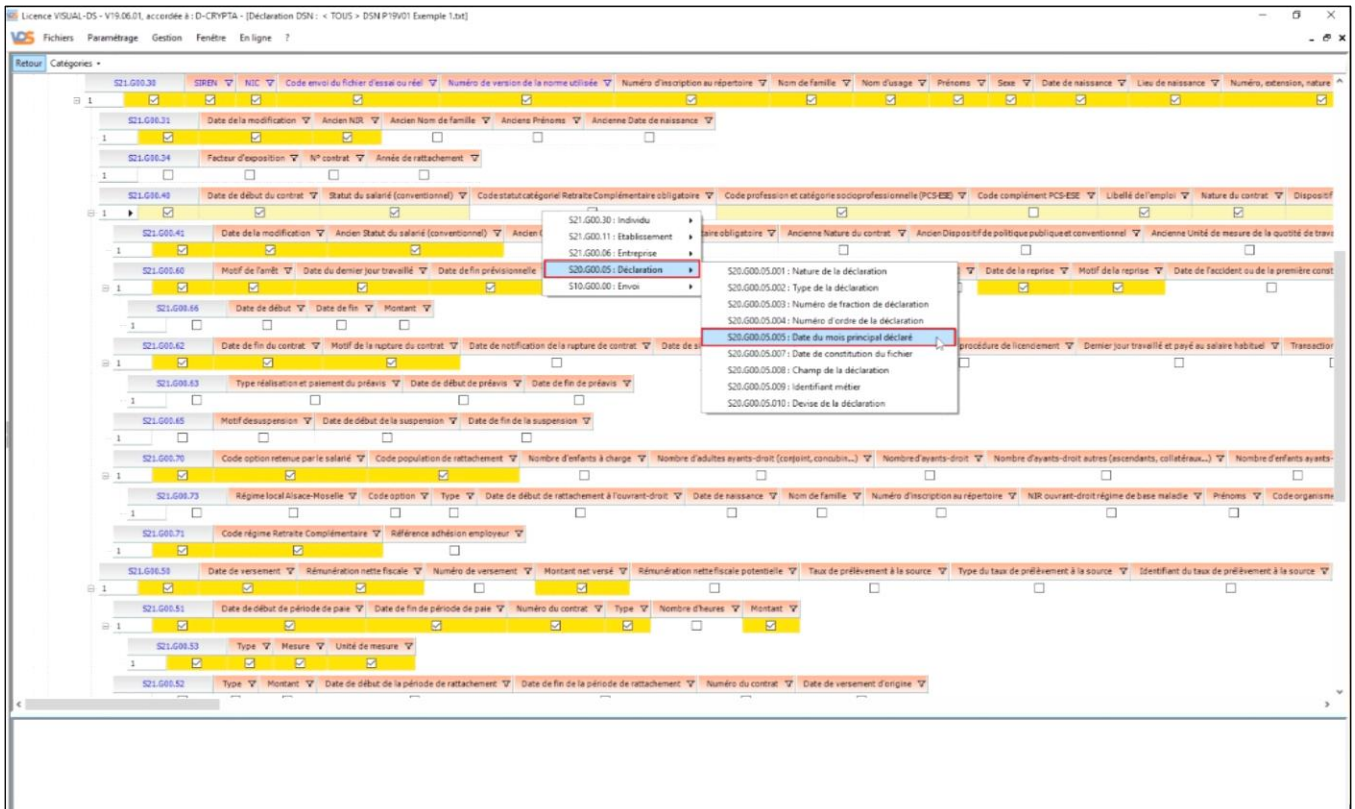 Licence VISUAL-DS - V19.06.01, accordée à : D-CRYPTA - [Déclaration DSN : < TOUS > DSN P19V01 Exemple 1.txt]
VDS Fichiers Paramétrage Gestion Fenêtre En ligne ?
Retour Catégories
S21.G00.30 SIREN NIC Code envoi du fichier d'essai ou réel Numéro de version de la norme utilisée Numéro d'inscription au répertoire Nom de famille Nom d'usage Prénoms Sexe Date de naissance Lieu de naissance Numéro, extension, nature
1
S21.G00.31 Date de la modification Ancien NIR Ancien Nom de famille Anciens Prénoms Ancienne Date de naissance
1
S21.G00.34 Facteur d'exposition N° contrat Année de rattachement
1
S21.G00.40 Date de début du contrat Statut du salarié (conventionnel) Code statut catégoriel Retraite Complémentaire obligatoire Code profession et catégorie socioprofessionnelle (PCS-ESE) Code complément PCS-ESE Libellé de l'emploi Nature du contrat Dispositif
1
S21.G00.30 : Individu
S21.G00.11 : Etablissement
S21.G00.06 : Entreprise
S20.G00.05 : Déclaration
S10.G00.00 : Envoi
S20.G00.05.001 : Nature de la déclaration
S20.G00.05.002 : Type de la déclaration
S20.G00.05.003 : Numéro de fraction de déclaration
S20.G00.05.004 : Numéro d'ordre de la déclaration
S20.G00.05.005 : Date du mois principal déclaré
S20.G00.05.007 : Date de constitution du fichier
S20.G00.05.008 : Champ de la déclaration
S20.G00.05.009 : Identifiant métier
S20.G00.05.010 : Devise de la déclaration
S21.G00.41 Date de la modification Ancien Statut du salarié (conventionnel) Ancien taire obligatoire Ancienne Nature du contrat Ancien Dispositif de politique publique et conventionnel Ancienne Unité de mesure de la quotité de trava
1
S21.G00.60 Motif de l'arrêt Date du dernier jour travaillé Date de fin prévisionnelle Date de la reprise Motif de la reprise Date de l'accident ou de la première const
1
S21.G00.66 Date de début Date de fin Montant
1
S21.G00.62 Date de fin du contrat Motif de la rupture du contrat Date de notification de la rupture de contrat Date de si procédure de licenciement Dernier jour travaillé et payé au salaire habituel Transaction
1
S21.G00.63 Type réalisation et paiement du préavis Date de début de préavis Date de fin de préavis
1
S21.G00.65 Motif de suspension Date de début de la suspension Date de fin de la suspension
1
S21.G00.70 Code option retenue par le salarié Code population de rattachement Nombre d'enfants à charge Nombre d'adultes ayants-droit (conjoint, concubin...) Nombre d'ayants-droit Nombre d'ayants-droit autres (ascendants, collatéraux...) Nombre d'enfants ayants-
1
S21.G00.73 Régime local Alsace-Moselle Code option Type Date de début de rattachement à l'ouvrant-droit Date de naissance Nom de famille Numéro d'inscription au répertoire NIR ouvrant-droit régime de base maladie Prénoms Code organisme
1
S21.G00.71 Code régime Retraite Complémentaire Référence adhésion employeur
1
S21.G00.50 Date de versement Rémunération nette fiscale Numéro de versement Montant net versé Rémunération nette fiscale potentielle Taux de prélèvement à la source Type du taux de prélèvement à la source Identifiant du taux de prélèvement à la source
1
S21.G00.51 Date de début de période de paie Date de fin de période de paie Numéro du contrat Type Nombre d'heures Montant
1
S21.G00.53 Type Mesure Unité de mesure
1
S21.G00.52 Type Montant Date de début de la période de rattachement Date de fin de la période de rattachement Numéro du contrat Date de versement d'origine